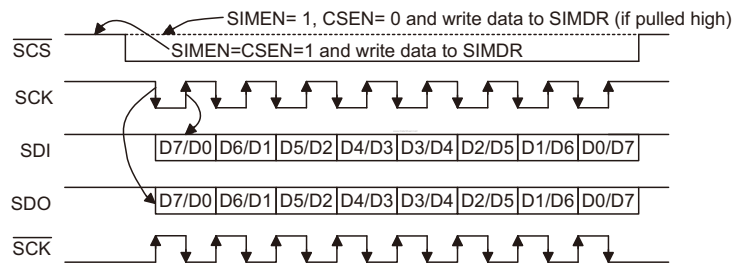 SIMEN= 1, CSEN= 0 and write data to SIMDR (if pulled high)
SCS
SIMEN=CSEN=1 and write data to SIMDR
SCK
SDI D7/D0 D6/D1 D5/D2 D4/D3 D3/D4 D2/D5 D1/D6 D0/D7
SDO D7/D0 D6/D1 D5/D2 D4/D3 D3/D4 D2/D5 D1/D6 D0/D7
SCK